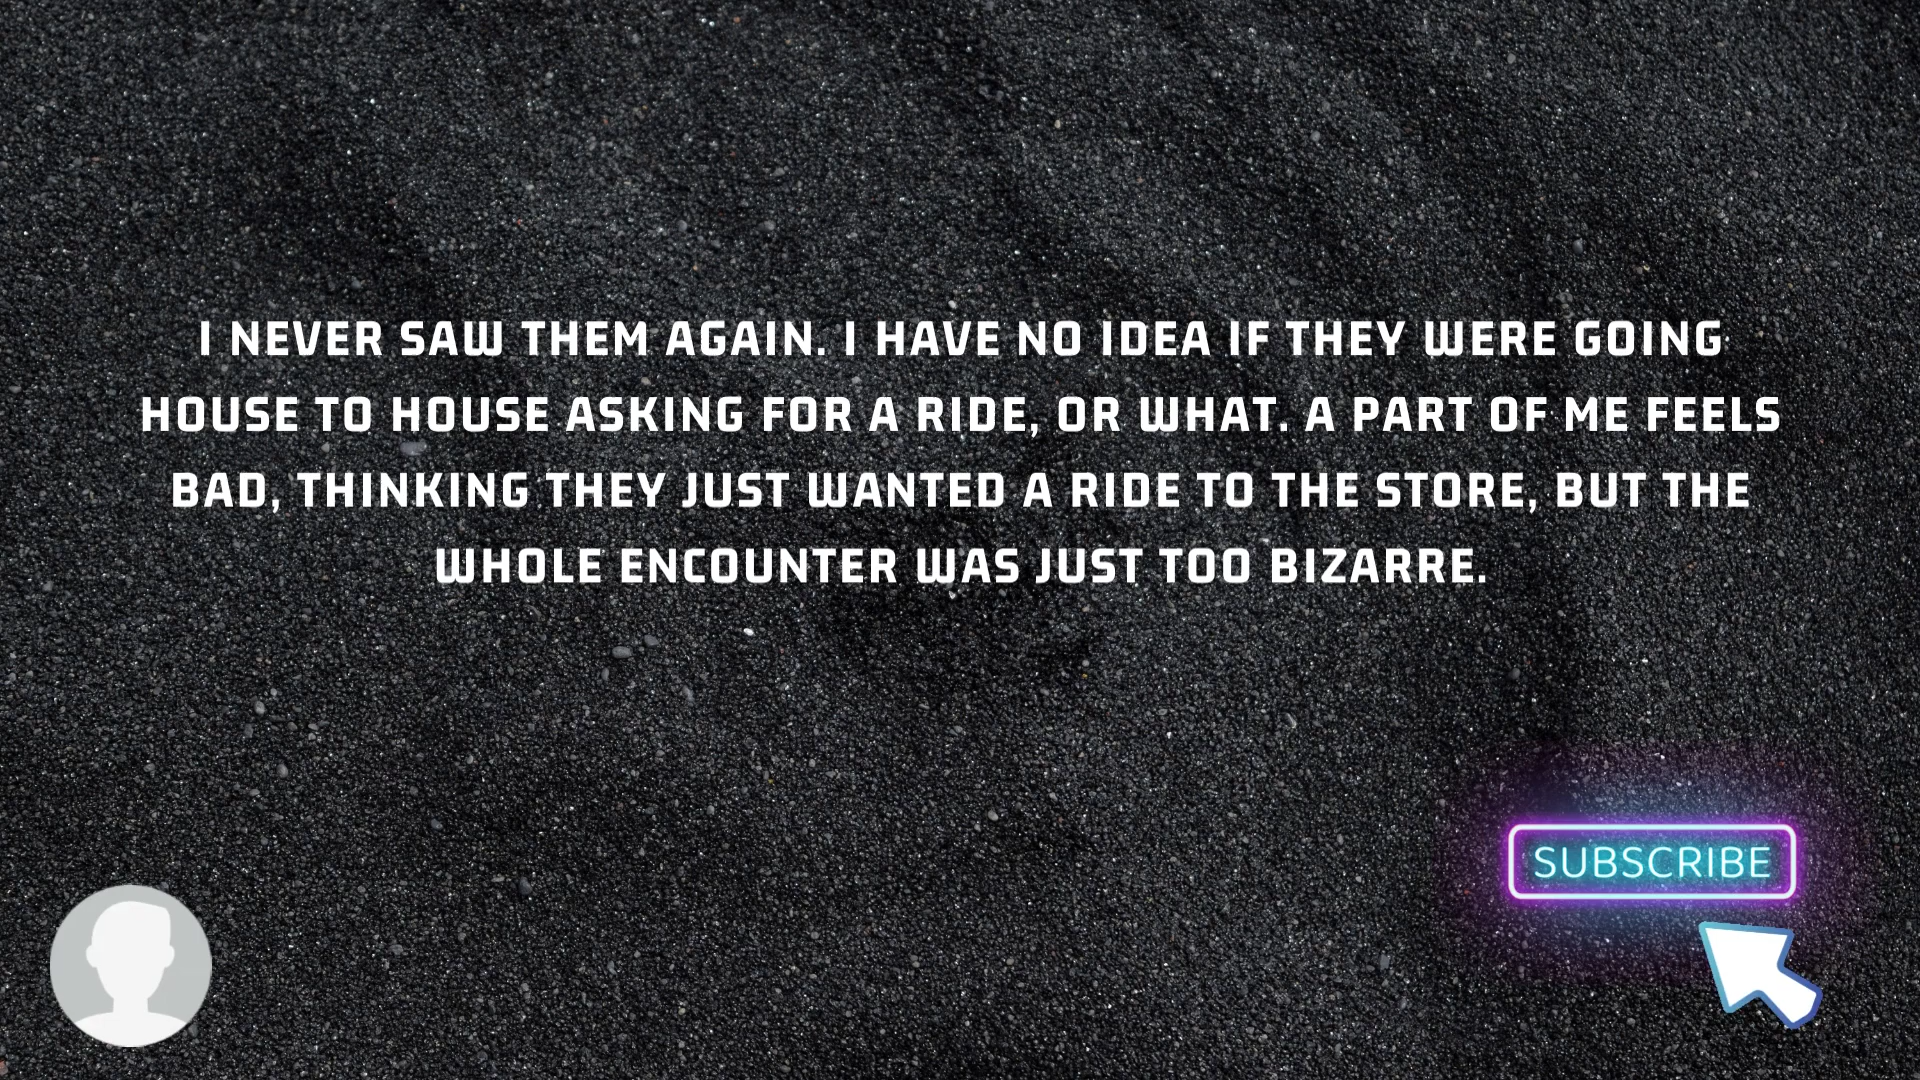 I NEVER SAW THEM AGAIN. I HAVE NO IDEA IF THEY WERE GOING
HOUSE TO HOUSE ASKING FOR A RIDE, OR WHAT. A PART OF ME FEELS
BAD, THINKING THEY JUST WANTED A RIDE TO THE STORE, BUT THE
WHOLE ENCOUNTER WAS JUST TOO BIZARRE.
SUBSCRIBE